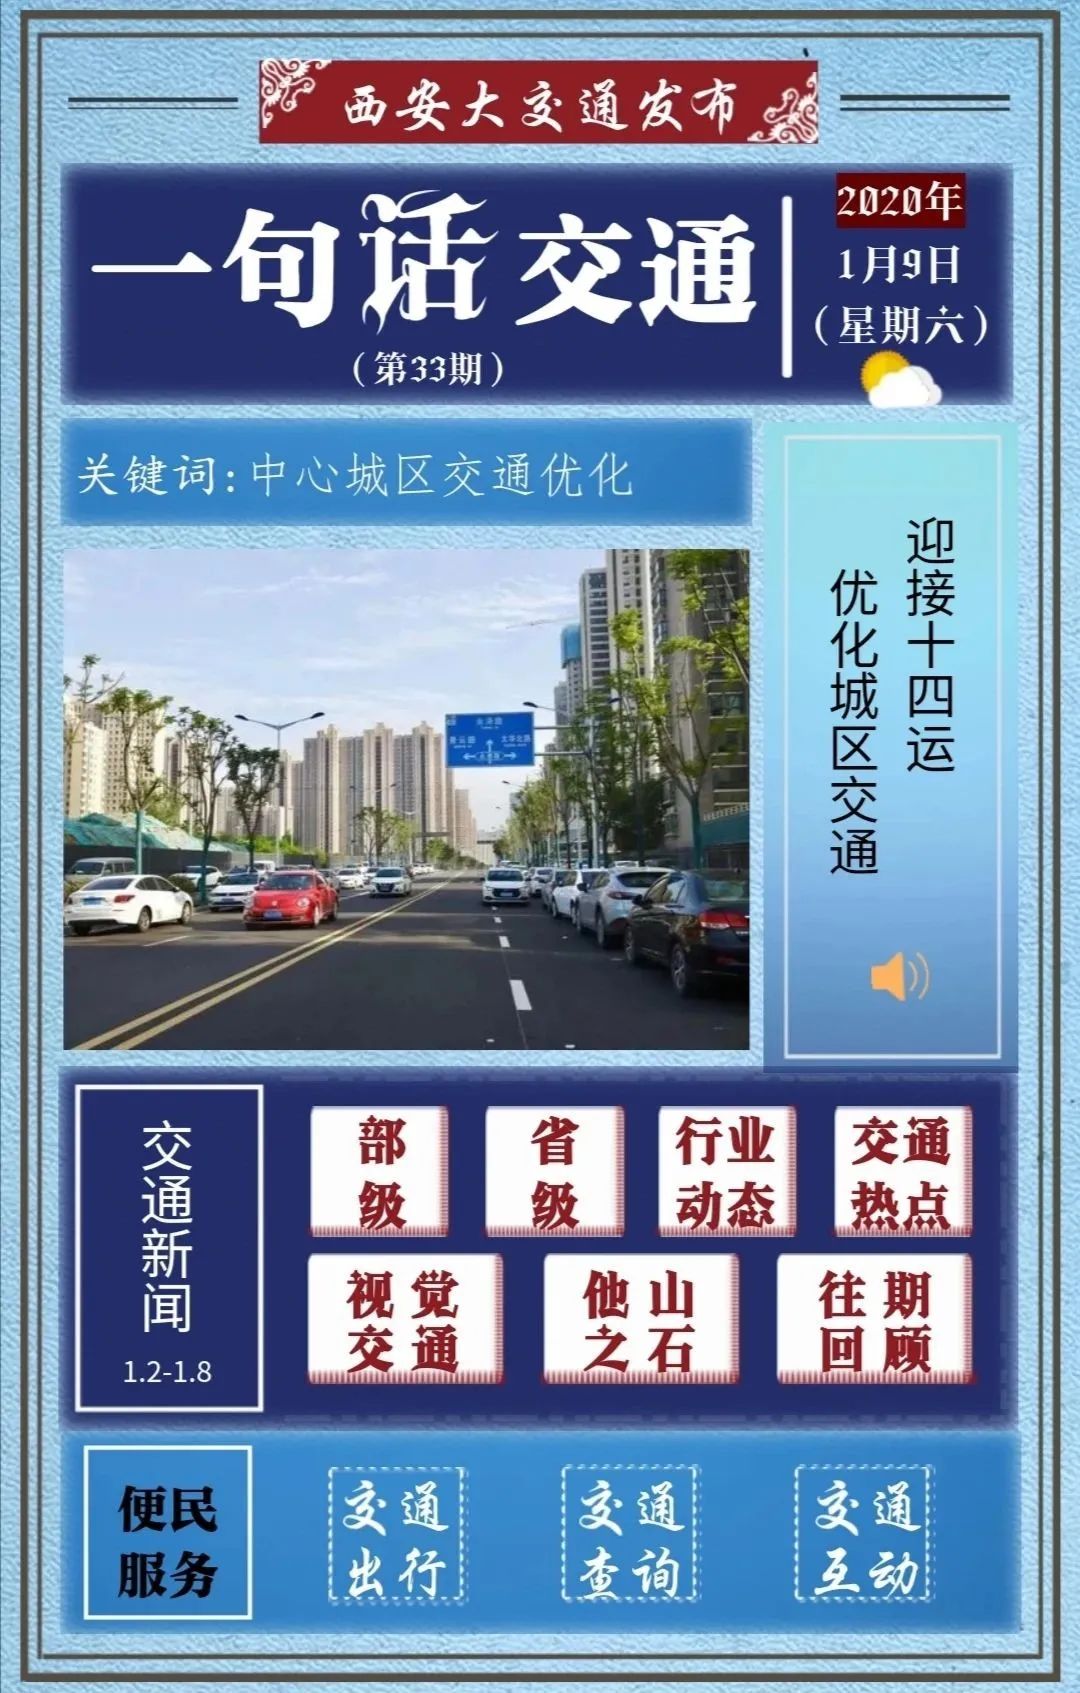 西安大交通发布
一句话交通
（第33期）
2020年
1月9日
（星期六）
关键词:中心城区交通优化
迎接十四运
优化城区交通
交通新闻
1.2-1.8
部级
省级
行业
动态
交通
热点
视觉
交通
他山
之石
往期
回顾
便民
服务
交通
出行
交通
查询
交通
互动